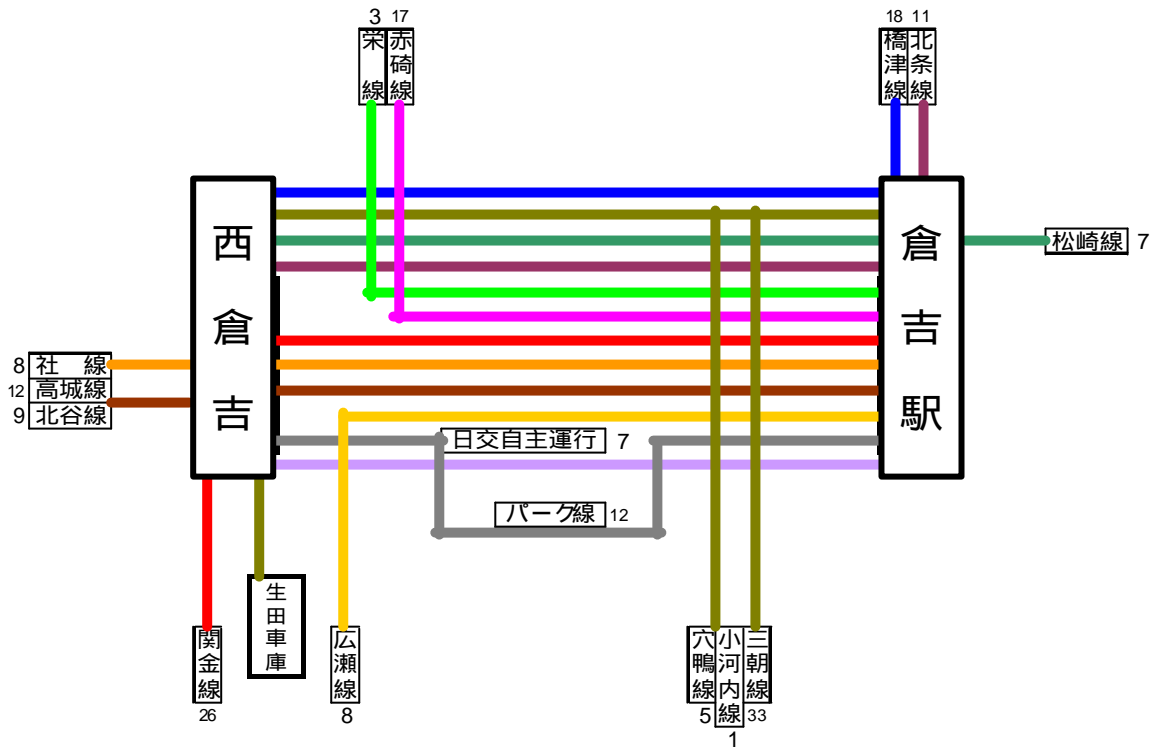 3 17
栄線
赤碕線
18 11
橋津線
北条線
西倉吉
倉吉駅
松崎線 7
8 社 線
12 高城線
9 北谷線
日交自主運行 7
パーク線 12
生田車庫
関金線
26
広瀬線
8
穴鴨線
5
小河内線
1
三朝線
33